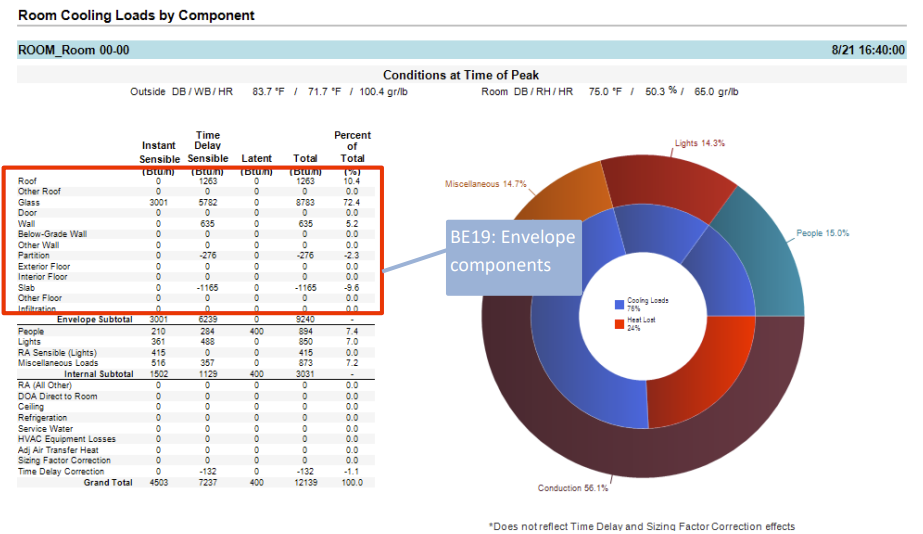 Room Cooling Loads by Component
ROOM_Room 00-00 8/21 16:40:00
Conditions at Time of Peak
Outside DB / WB / HR 83.7 °F / 71.7 °F / 100.4 gr/lb Room DB / RH / HR 75.0 °F / 50.3 % / 65.0 gr/lb
Instant Sensible (Btu/h) Time Delay Sensible (Btu/h) Latent (Btu/h) Total (Btu/h) Percent of Total (%)
Roof 0 1263 0 1263 10.4
Other Roof 0 0 0 0 0.0
Glass 3001 5782 0 8783 72.4
Door 0 0 0 0 0.0
Wall 0 635 0 635 5.2
Below-Grade Wall 0 0 0 0 0.0
Other Wall 0 0 0 0 0.0
Partition 0 -276 0 -276 -2.3
Exterior Floor 0 0 0 0 0.0
Interior Floor 0 0 0 0 0.0
Slab 0 -1165 0 -1165 -9.6
Other Floor 0 0 0 0 0.0
Infiltration 0 0 0 0 0.0
Envelope Subtotal 3001 6239 0 9240 -
People 210 284 400 894 7.4
Lights 361 488 0 850 7.0
RA Sensible (Lights) 415 0 0 415 0.0
Miscellaneous Loads 516 357 0 873 7.2
Internal Subtotal 1502 1129 400 3031 -
RA (All Other) 0 0 0 0 0.0
DOA Direct to Room 0 0 0 0 0.0
Ceiling 0 0 0 0 0.0
Refrigeration 0 0 0 0 0.0
Service Water 0 0 0 0 0.0
HVAC Equipment Losses 0 0 0 0 0.0
Adj Air Transfer Heat 0 0 0 0 0.0
Sizing Factor Correction 0 0 0 0 0.0
Time Delay Correction 0 -132 0 -132 -1.1
Grand Total 4503 7237 400 12139 100.0
BE19: Envelope
components
Lights 14.3%
Miscellaneous 14.7%
People 15.0%
Cooling Loads
76%
Heat Lost
24%
Conduction 56.1%
*Does not reflect Time Delay and Sizing Factor Correction effects